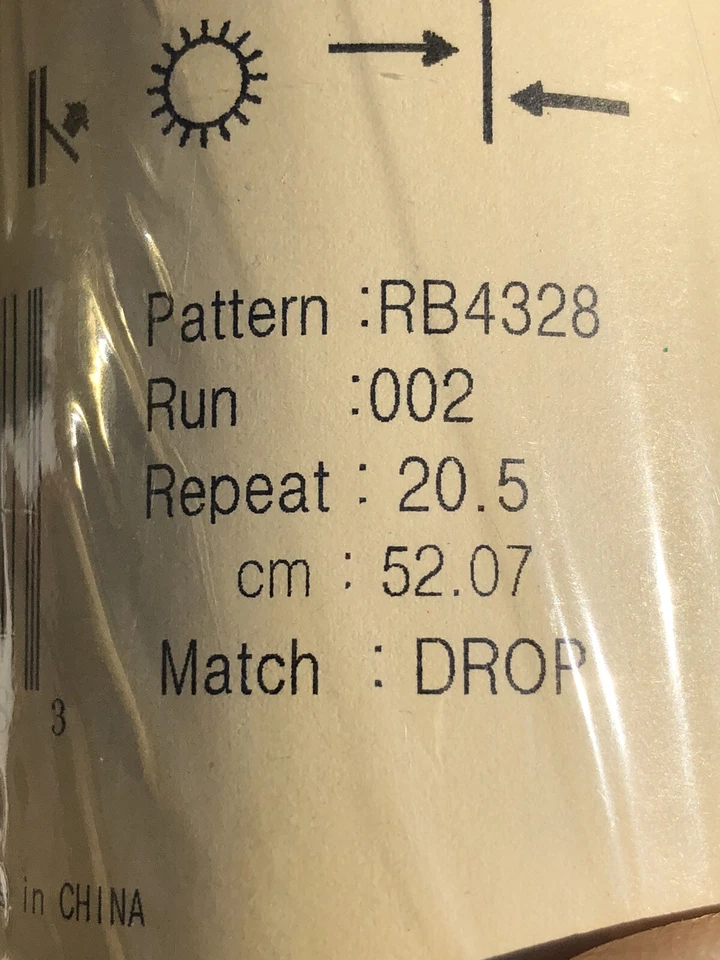 Pattern :RB4328
Run :002
Repeat : 20.5
cm : 52.07
Match : DROP
3
in CHINA